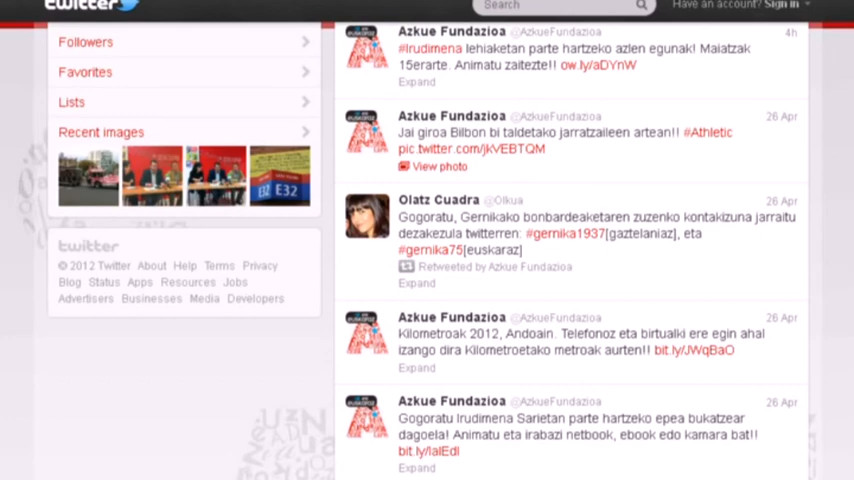 twitter
Search
Have an account? Sign in
Followers
Favorites
Lists
Recent images
E32 E32
twitter
© 2012 Twitter About Help Terms Privacy
Blog Status Apps Resources Jobs
Advertisers Businesses Media Developers
Azkue Fundazioa @AzkueFundazioa 4h
#Irudimena lehiaketan parte hartzeko azlen egunak! Maiatzak
15erarte. Animatu zaitezte!! ow.ly/aDYnW
Expand
Azkue Fundazioa @AzkueFundazioa 26 Apr
Jai giroa Bilbon bi taldetako jarratzaileen artean!! #Athletic
pic.twitter.com/jkVEBTQM
View photo
Olatz Cuadra @Olkua 26 Apr
Gogoratu, Gernikako bonbardeaketaren zuzenko kontakizuna jarraitu
dezakezula twitterren: #gernika1937[gaztelaniaz], eta
#gernika75[euskaraz]
Retweeted by Azkue Fundazioa
Expand
Azkue Fundazioa @AzkueFundazioa 26 Apr
Kilometroak 2012, Andoain. Telefonoz eta birtualki ere egin ahal
izango dira Kilometroetako metroak aurten!! bit.ly/JWqBaO
Expand
Azkue Fundazioa @AzkueFundazioa 26 Apr
Gogoratu Irudimena Sarietan parte hartzeko epea bukatzear
dagoela! Animatu eta irabazi netbook, ebook edo kamara bat!!
bit.ly/IalEdI
Expand